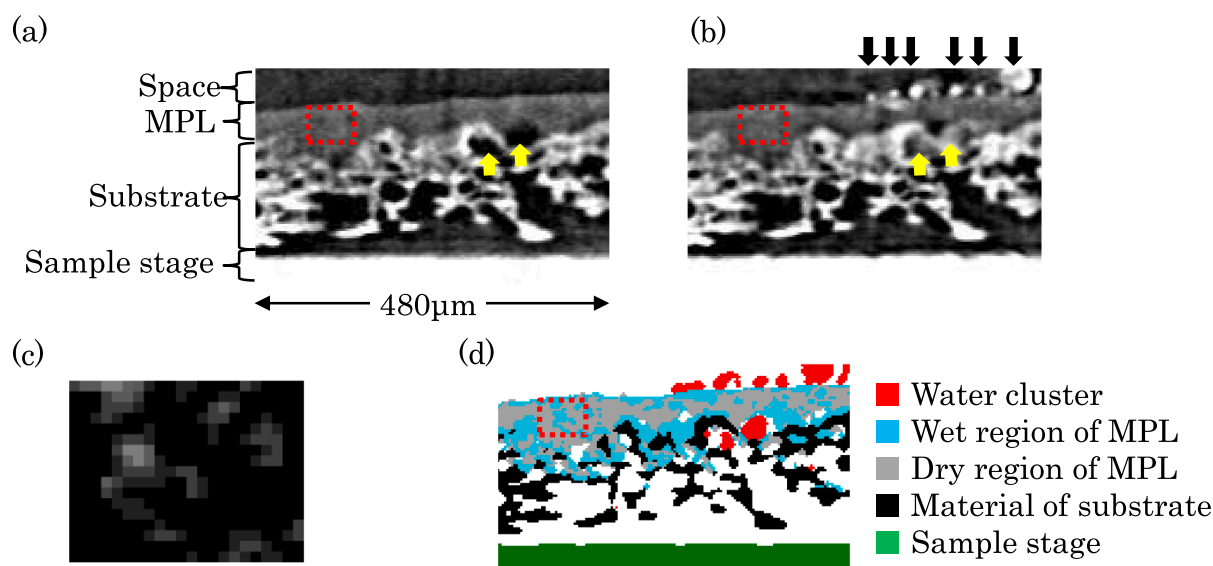 (a)
(b)
Space
MPL
Substrate
Sample stage
480μm
(c)
(d)
Water cluster
Wet region of MPL
Dry region of MPL
Material of substrate
Sample stage